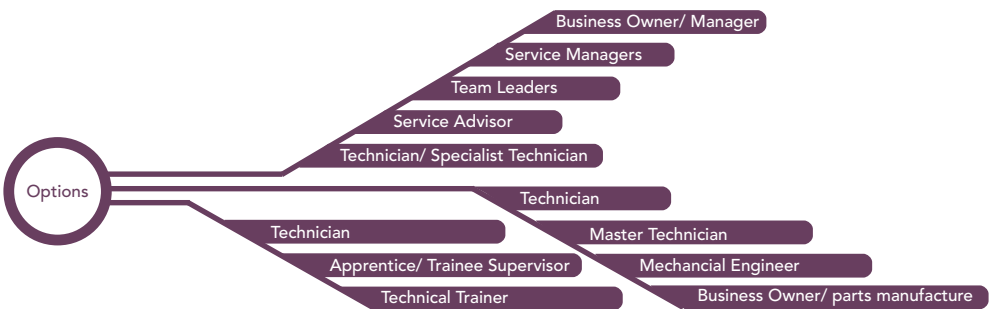 Business Owner/ Manager
Service Managers
Team Leaders
Service Advisor
Technician/ Specialist Technician
Options
Technician
Master Technician
Mechancial Engineer
Business Owner/ parts manufacture
Technician
Apprentice/ Trainee Supervisor
Technical Trainer